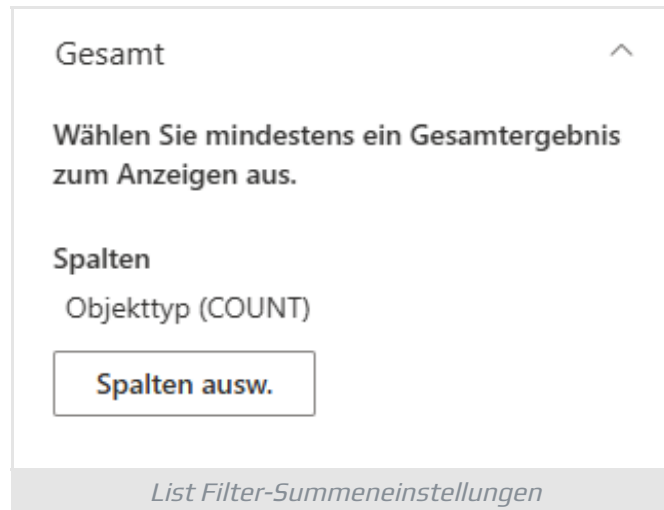 Gesamt
Wählen Sie mindestens ein Gesamtergebnis
zum Anzeigen aus.
Spalten
Objekttyp (COUNT)
Spalten ausw.
List Filter-Summeneinstellungen